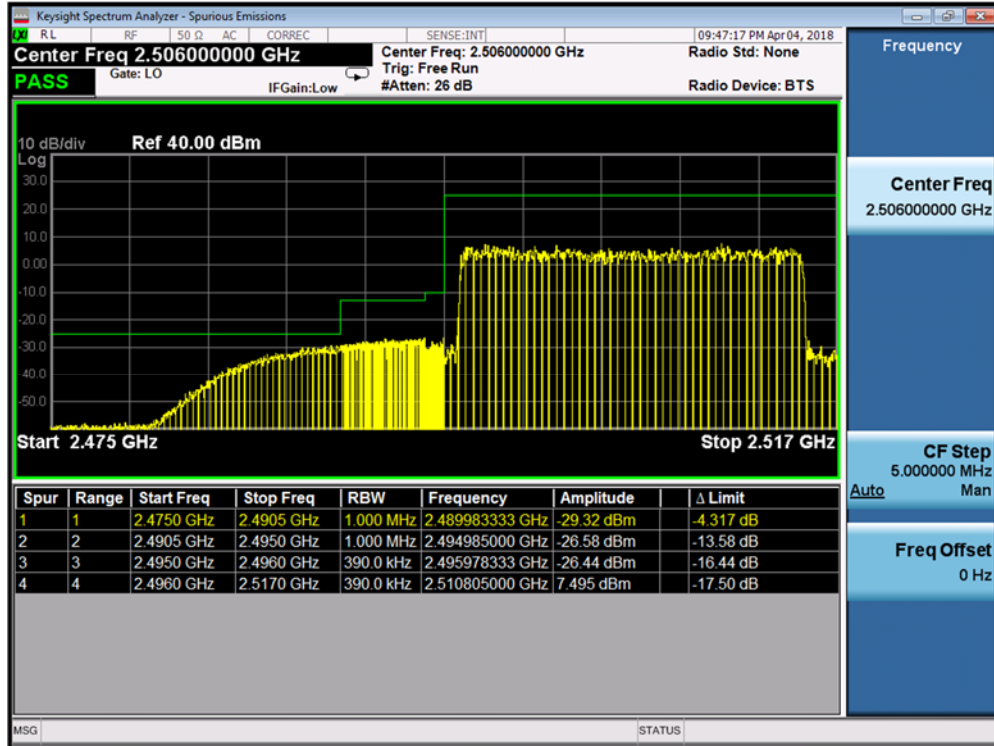 Keysight Spectrum Analyzer - Spurious Emissions
LXI RL RF 50 Ω AC CORREC SENSE:INT 09:47:17 PM Apr 04, 2018
Center Freq 2.506000000 GHz Center Freq: 2.506000000 GHz Radio Std: None
PASS Gate: LO IFGain:Low Trig: Free Run
#Atten: 26 dB Radio Device: BTS
10 dB/div Ref 40.00 dBm
Log
30.0
20.0
10.0
0.00
-10.0
-20.0
-30.0
-40.0
-50.0
Start 2.475 GHz Stop 2.517 GHz
Spur Range Start Freq Stop Freq RBW Frequency Amplitude Δ Limit
1 1 2.4750 GHz 2.4905 GHz 1.000 MHz 2.489983333 GHz -29.32 dBm -4.317 dB
2 2 2.4905 GHz 2.4950 GHz 1.000 MHz 2.494985000 GHz -26.58 dBm -13.58 dB
3 3 2.4950 GHz 2.4960 GHz 390.0 kHz 2.495978333 GHz -26.44 dBm -16.44 dB
4 4 2.4960 GHz 2.5170 GHz 390.0 kHz 2.510805000 GHz 7.495 dBm -17.50 dB
MSG STATUS
Frequency
Center Freq
2.506000000 GHz
CF Step
5.000000 MHz
Auto Man
Freq Offset
0 Hz